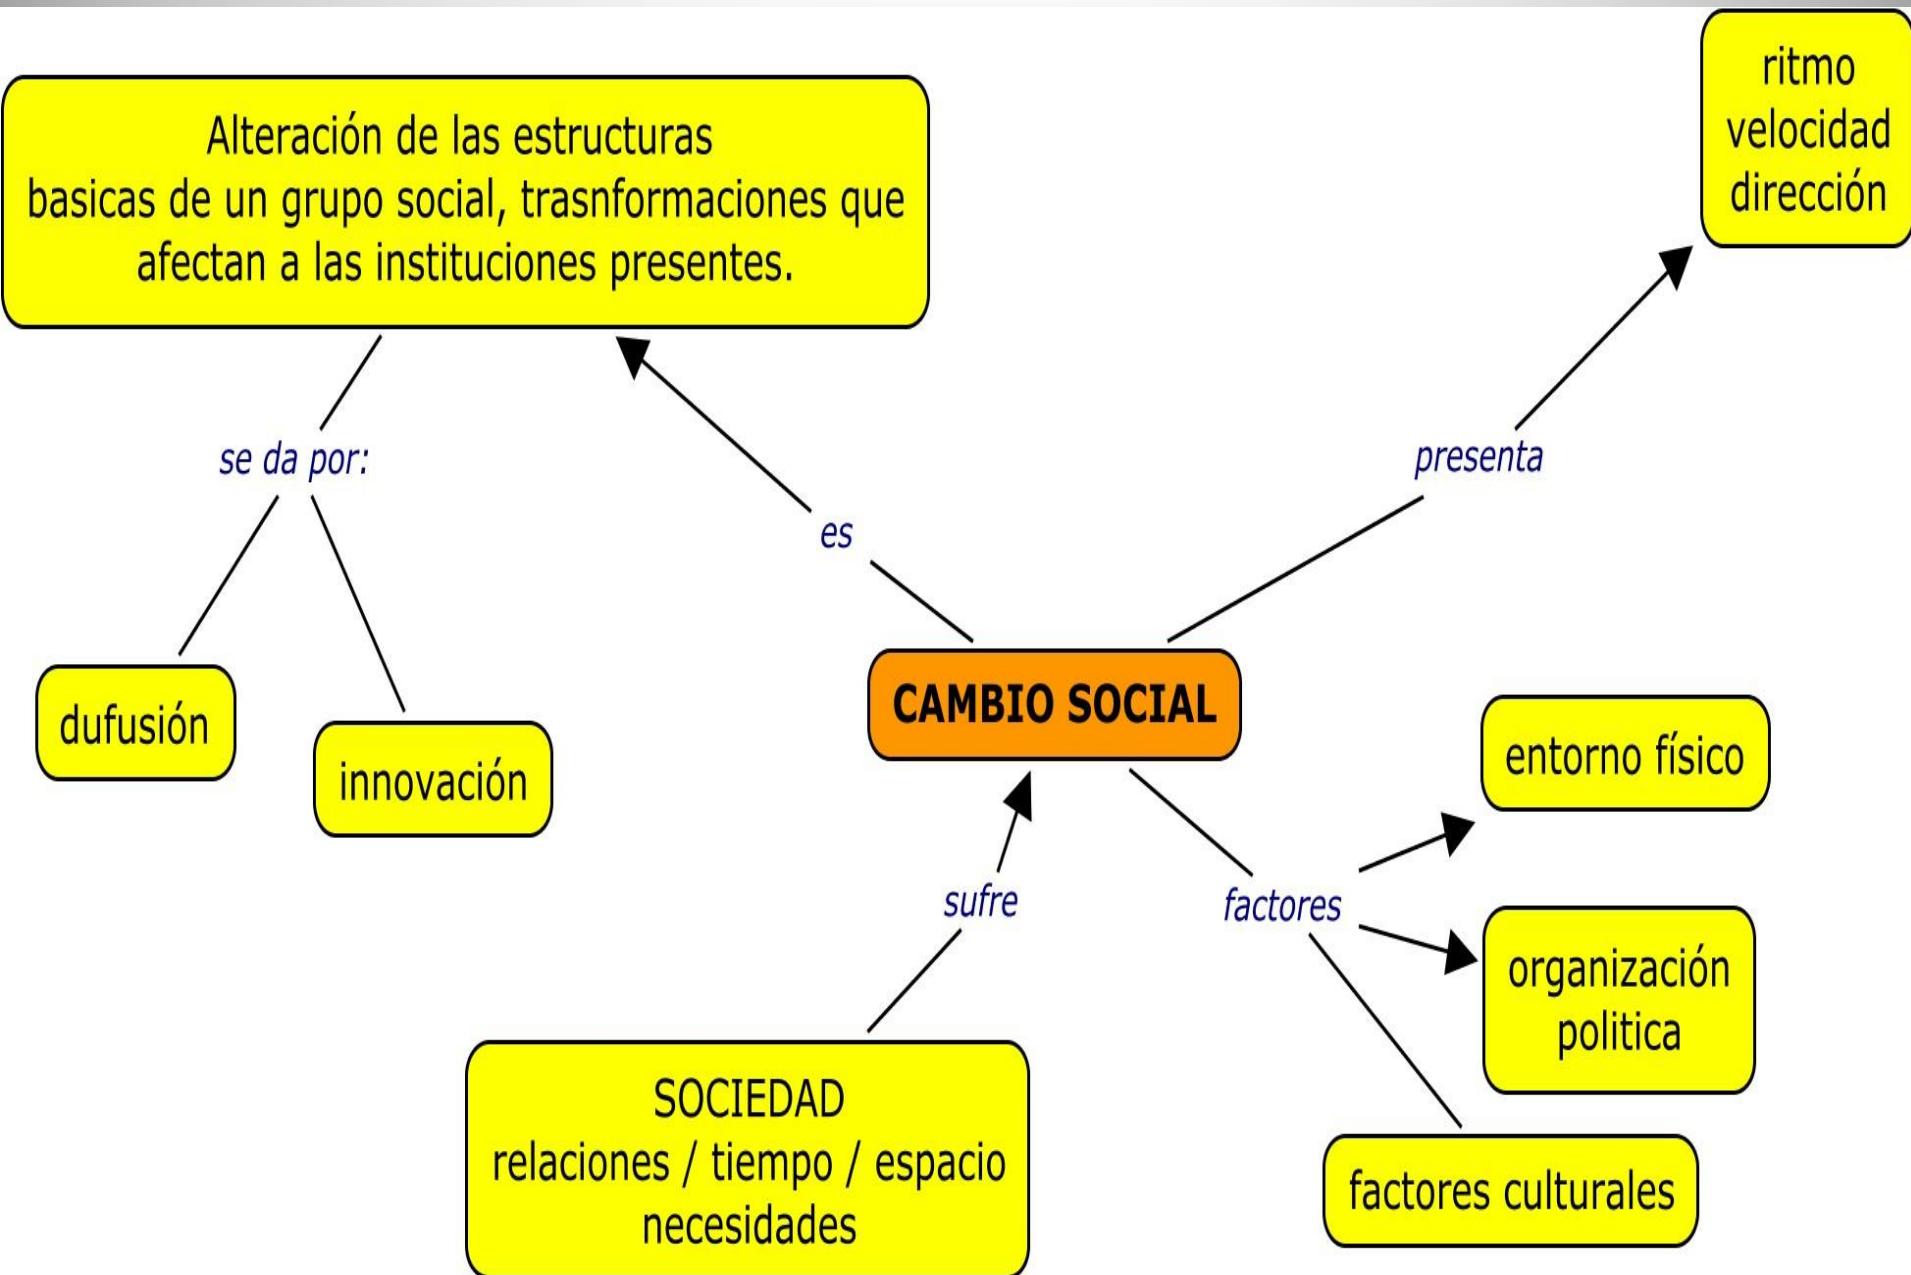 ritmo
velocidad
dirección
Alteración de las estructuras
basicas de un grupo social, trasnformaciones que
afectan a las instituciones presentes.
se da por:
presenta
es
dufusión
innovación
CAMBIO SOCIAL
entorno físico
sufre
factores
organización
politica
SOCIEDAD
relaciones / tiempo / espacio
necesidades
factores culturales